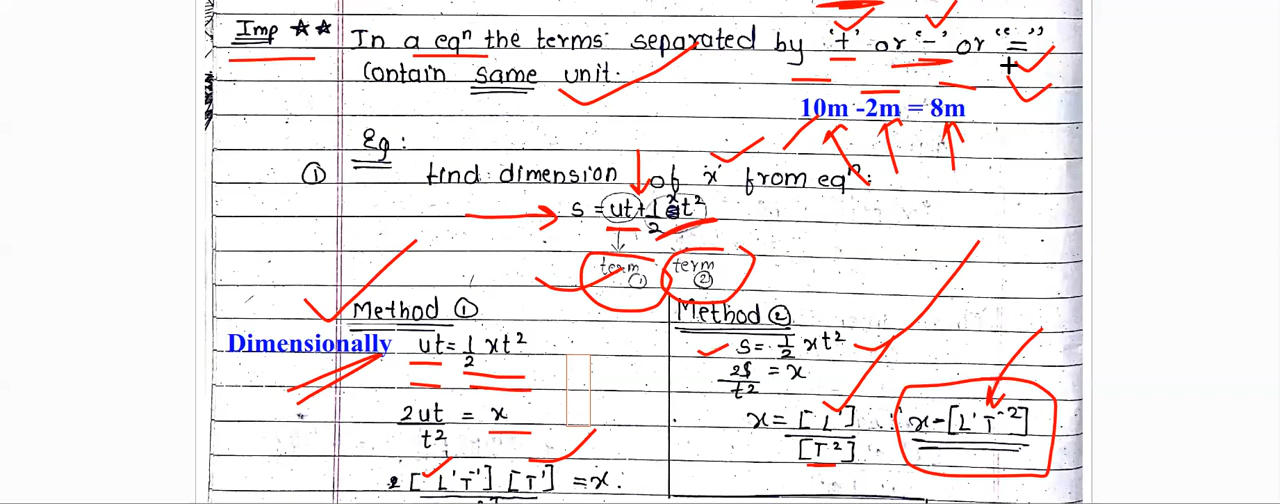 Imp ★★ In a eqⁿ the terms separated by '+' or '-' or "="
Contain same unit.
10m -2m = 8m
Eg:
① find dimension of 'x' from eqⁿ:
s = ut + 1/2 xt²
term ① term ②
Method ①
Dimensionally ut = 1/2 xt²
2ut/t² = x
2[L¹T⁻¹][T¹] = x.
Method ②
s = 1/2 xt²
2s/t² = x
x = [L¹]/[T²] ∴ x = [L¹T⁻²]